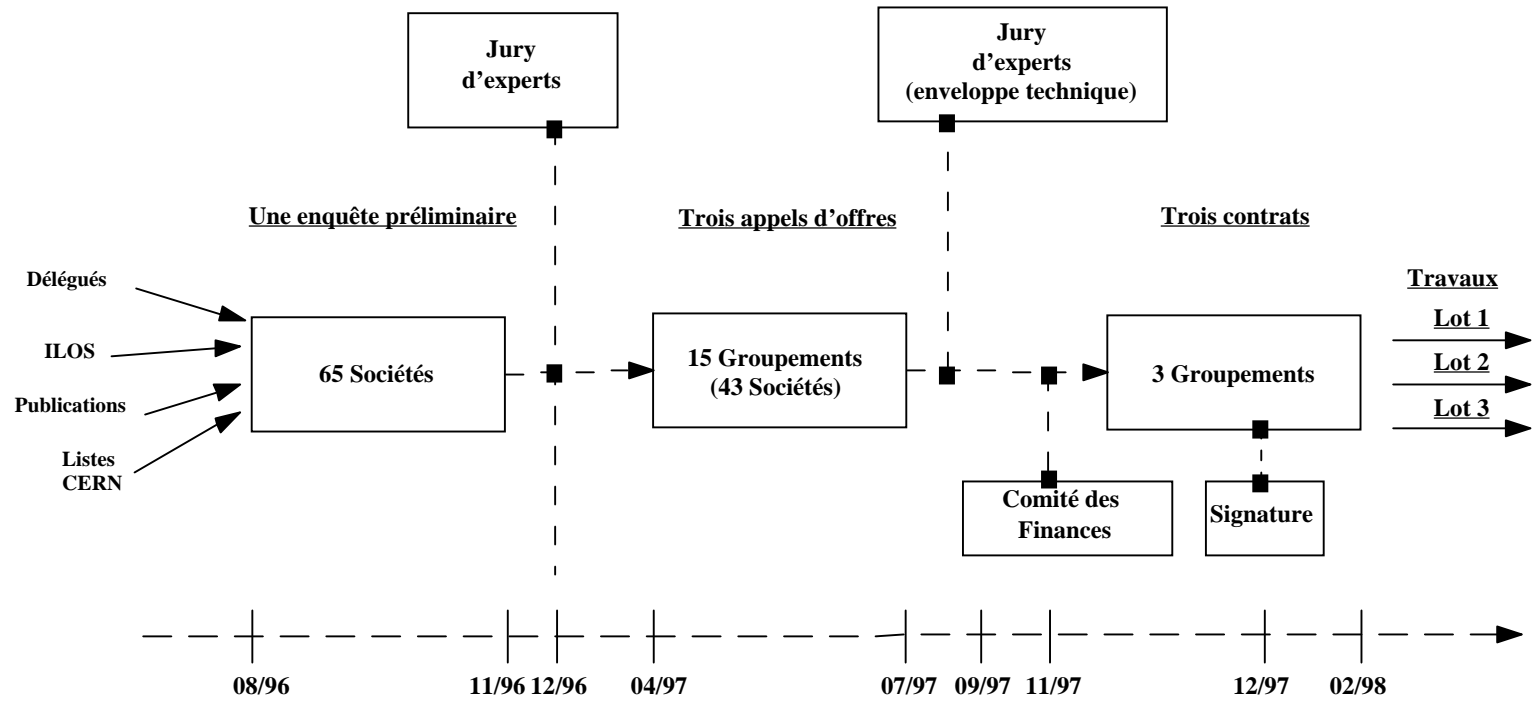 Jury
d'experts
Jury
d'experts
(enveloppe technique)
Une enquête préliminaire
Trois appels d'offres
Trois contrats
Délégués
ILOS
Publications
Listes
CERN
65 Sociétés
15 Groupements
(43 Sociétés)
3 Groupements
Travaux
Lot 1
Lot 2
Lot 3
Comité des
Finances
Signature
08/96
11/96
12/96
04/97
07/97
09/97
11/97
12/97
02/98